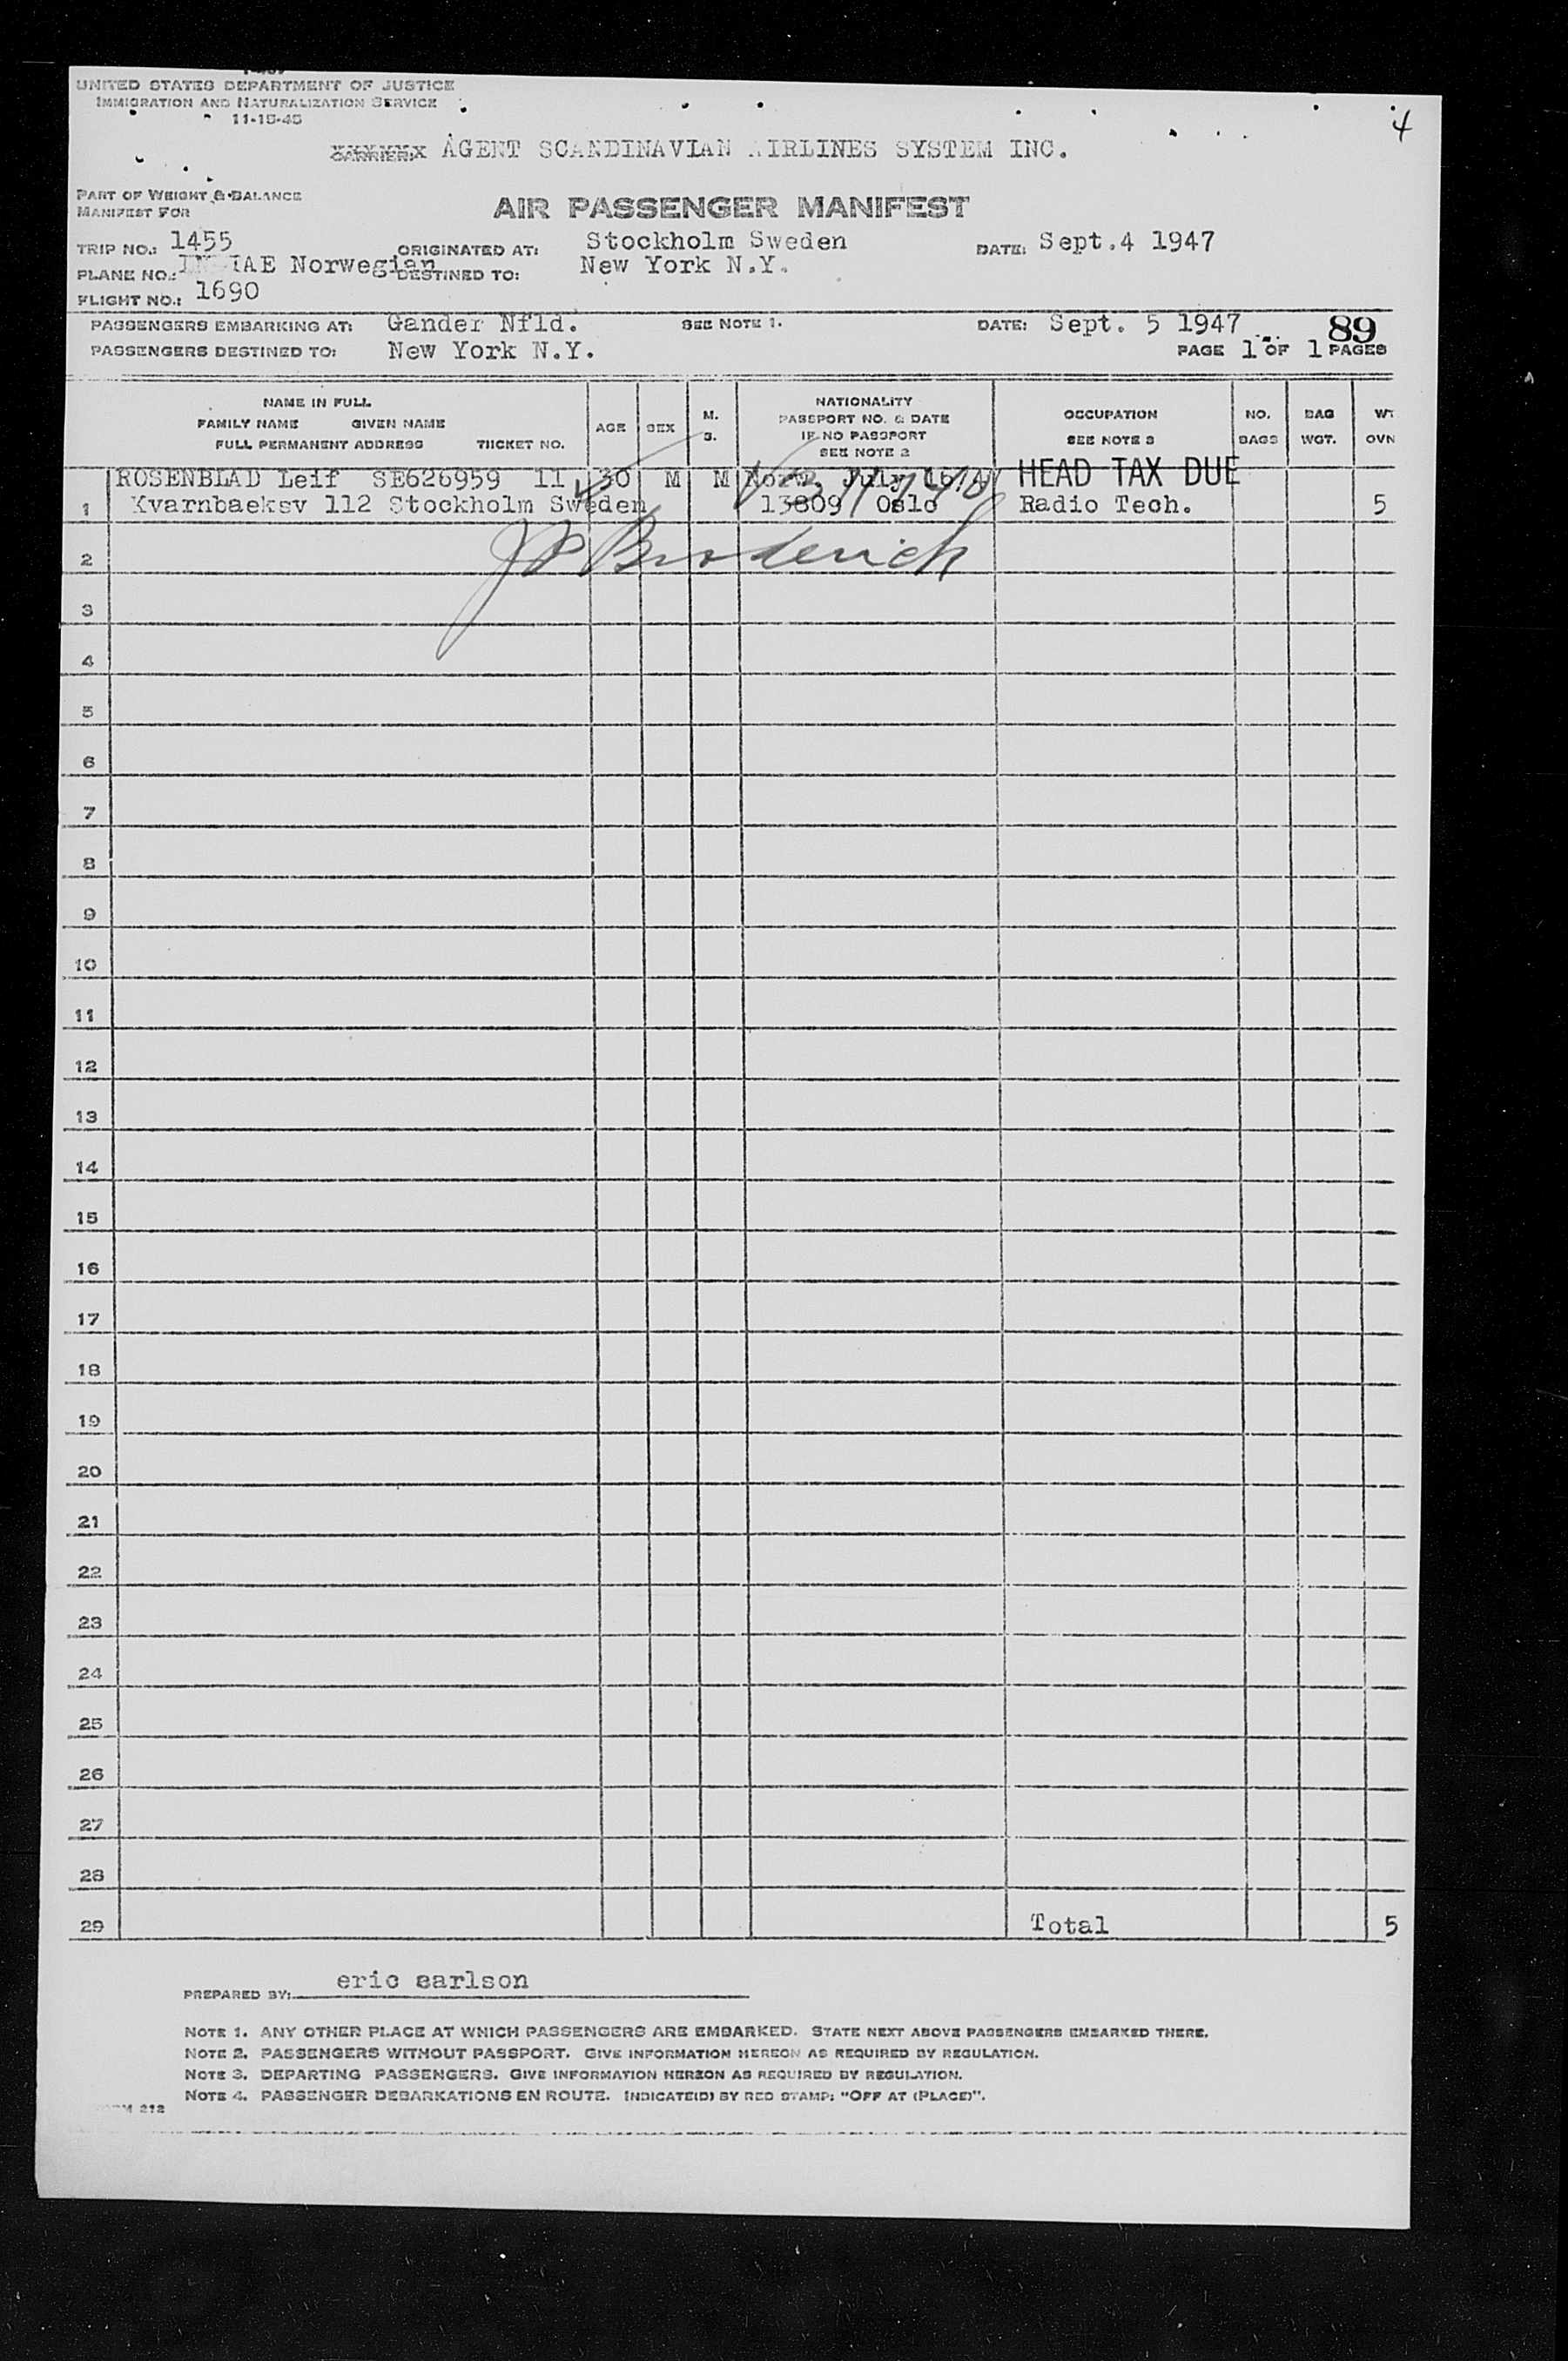 UNITED STATES DEPARTMENT OF JUSTICE
IMMIGRATION AND NATURALIZATION SERVICE
11-15-45
4
CARRIER: AGENT SCANDINAVIAN AIRLINES SYSTEM INC.
PART OF WEIGHT & BALANCE
MANIFEST FOR
AIR PASSENGER MANIFEST
TRIP NO.: 1455 ORIGINATED AT: Stockholm Sweden DATE: Sept.4 1947
PLANE NO.: IAE Norwegian DESTINED TO: New York N.Y.
FLIGHT NO.: 1690
PASSENGERS EMBARKING AT: Gander Nfld. SEE NOTE 1. DATE: Sept. 5 1947 89
PASSENGERS DESTINED TO: New York N.Y. PAGE 1 OF 1 PAGES
NAME IN FULL
FAMILY NAME GIVEN NAME
FULL PERMANENT ADDRESS TICKET NO.
AGE
SEX
M.
S.
NATIONALITY
PASSPORT NO. & DATE
IF NO PASSPORT
SEE NOTE 2
OCCUPATION
SEE NOTE 3
NO.
BAGS
BAG
WGT.
WT
OVN
ROSENBLAD Leif SE626959 11 30 M M Norw. July HEAD TAX DUE
1 Kvarnbaeksv 112 Stockholm Sweden 13809 Oslo Radio Tech. 5
JP Broderick
2
3
4
5
6
7
8
9
10
11
12
13
14
15
16
17
18
19
20
21
22
23
24
25
26
27
28
29 Total 5
PREPARED BY: eric carlson
NOTE 1. ANY OTHER PLACE AT WHICH PASSENGERS ARE EMBARKED. STATE NEXT ABOVE PASSENGERS EMBARKED THERE.
NOTE 2. PASSENGERS WITHOUT PASSPORT. GIVE INFORMATION HEREON AS REQUIRED BY REGULATION.
NOTE 3. DEPARTING PASSENGERS. GIVE INFORMATION HEREON AS REQUIRED BY REGULATION.
NOTE 4. PASSENGER DEBARKATIONS EN ROUTE. INDICATE(D) BY RED STAMP: "OFF AT (PLACE)".
212